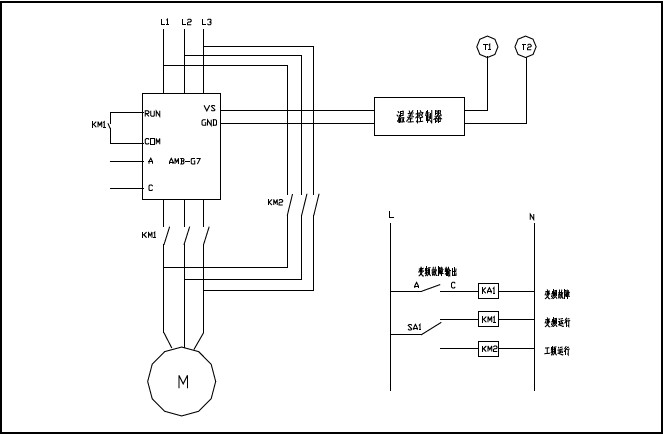 L1 L2 L3
T1 T2
RUN VS
GND
KM1
COM
A AMB-G7
C
温差控制器
KM2
KM1
M
L N
变频故障输出
A C KA1
变频故障
KM1 变频运行
SA1
KM2 工频运行